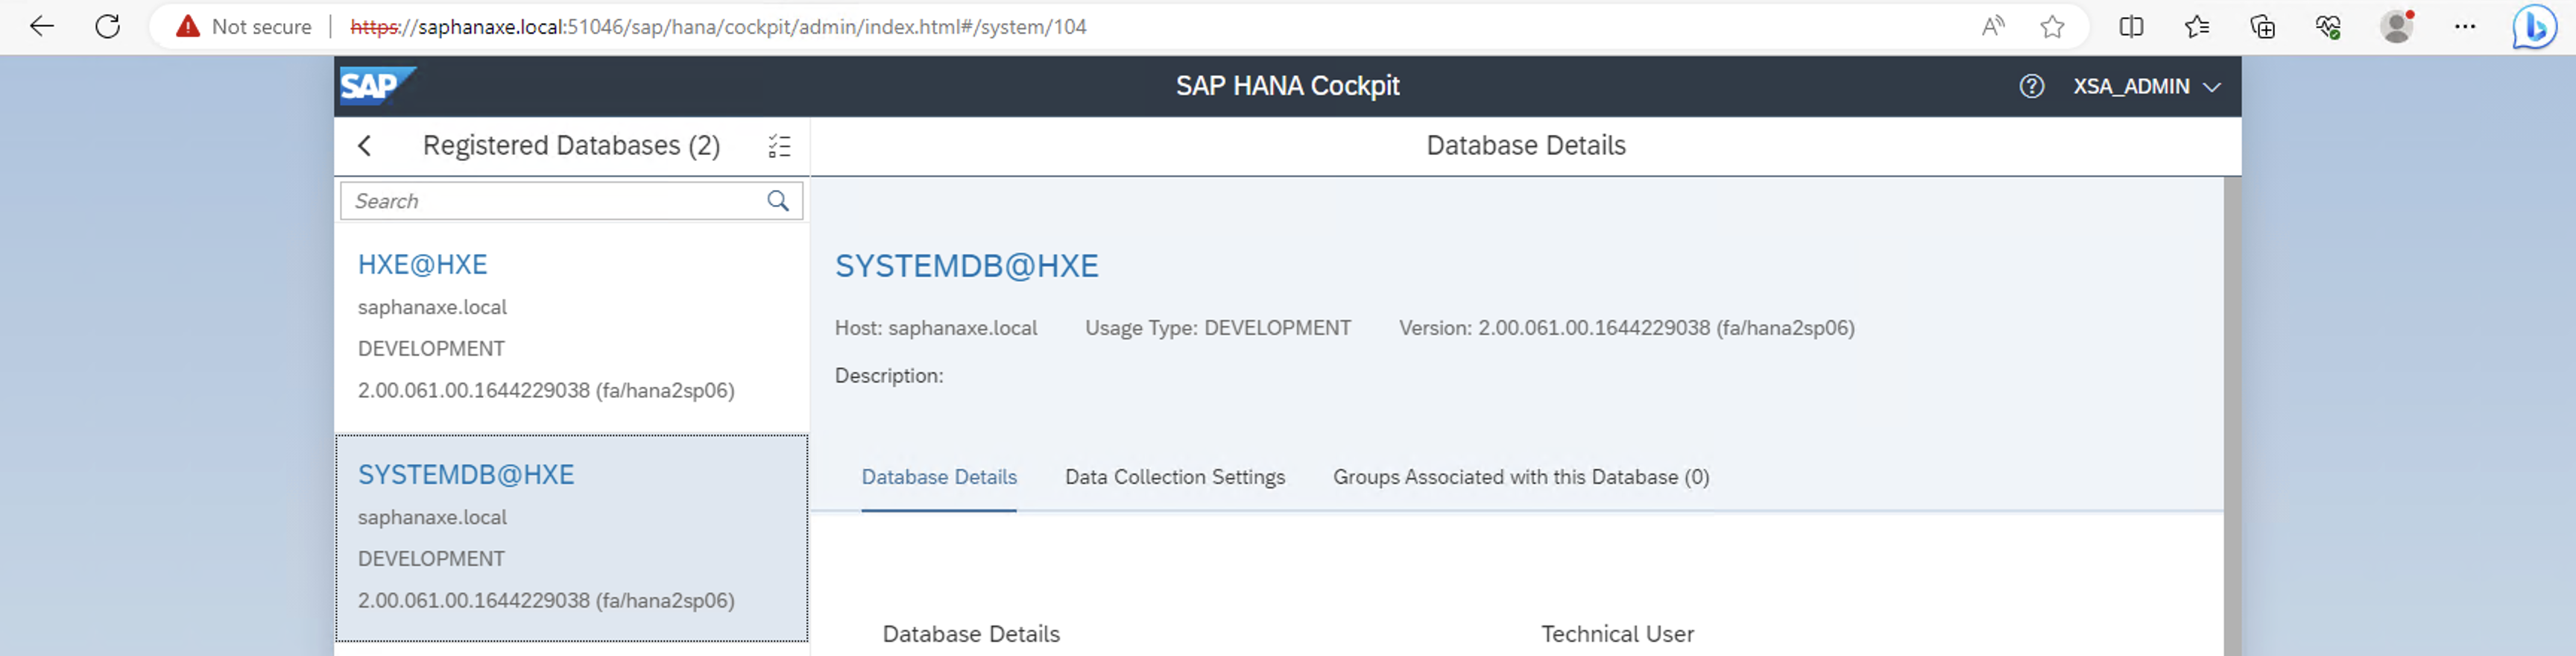 Not secure | https://saphanaxe.local:51046/sap/hana/cockpit/admin/index.html#/system/104
SAP
SAP HANA Cockpit
XSA_ADMIN
Registered Databases (2)
Database Details
Search
HXE@HXE
saphanaxe.local
DEVELOPMENT
2.00.061.00.1644229038 (fa/hana2sp06)
SYSTEMDB@HXE
saphanaxe.local
DEVELOPMENT
2.00.061.00.1644229038 (fa/hana2sp06)
SYSTEMDB@HXE
Host: saphanaxe.local Usage Type: DEVELOPMENT Version: 2.00.061.00.1644229038 (fa/hana2sp06)
Description:
Database Details Data Collection Settings Groups Associated with this Database (0)
Database Details Technical User